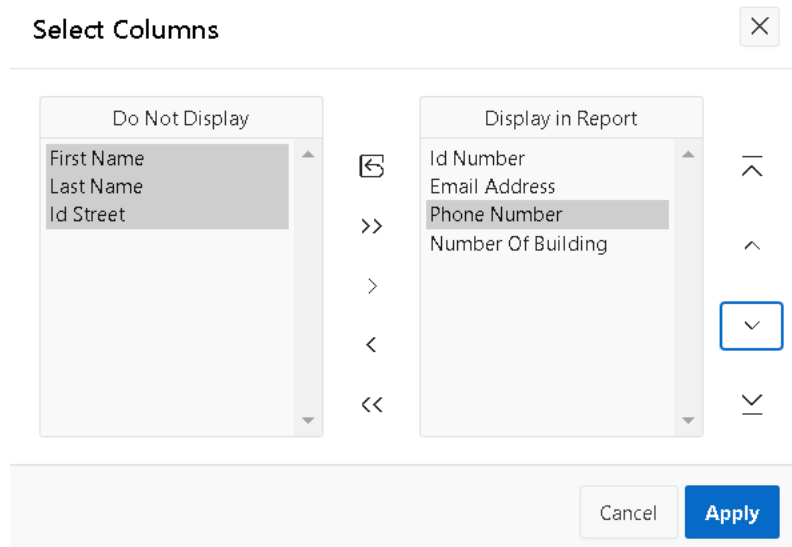 Select Columns
Do Not Display
First Name
Last Name
Id Street
Display in Report
Id Number
Email Address
Phone Number
Number Of Building
Cancel
Apply